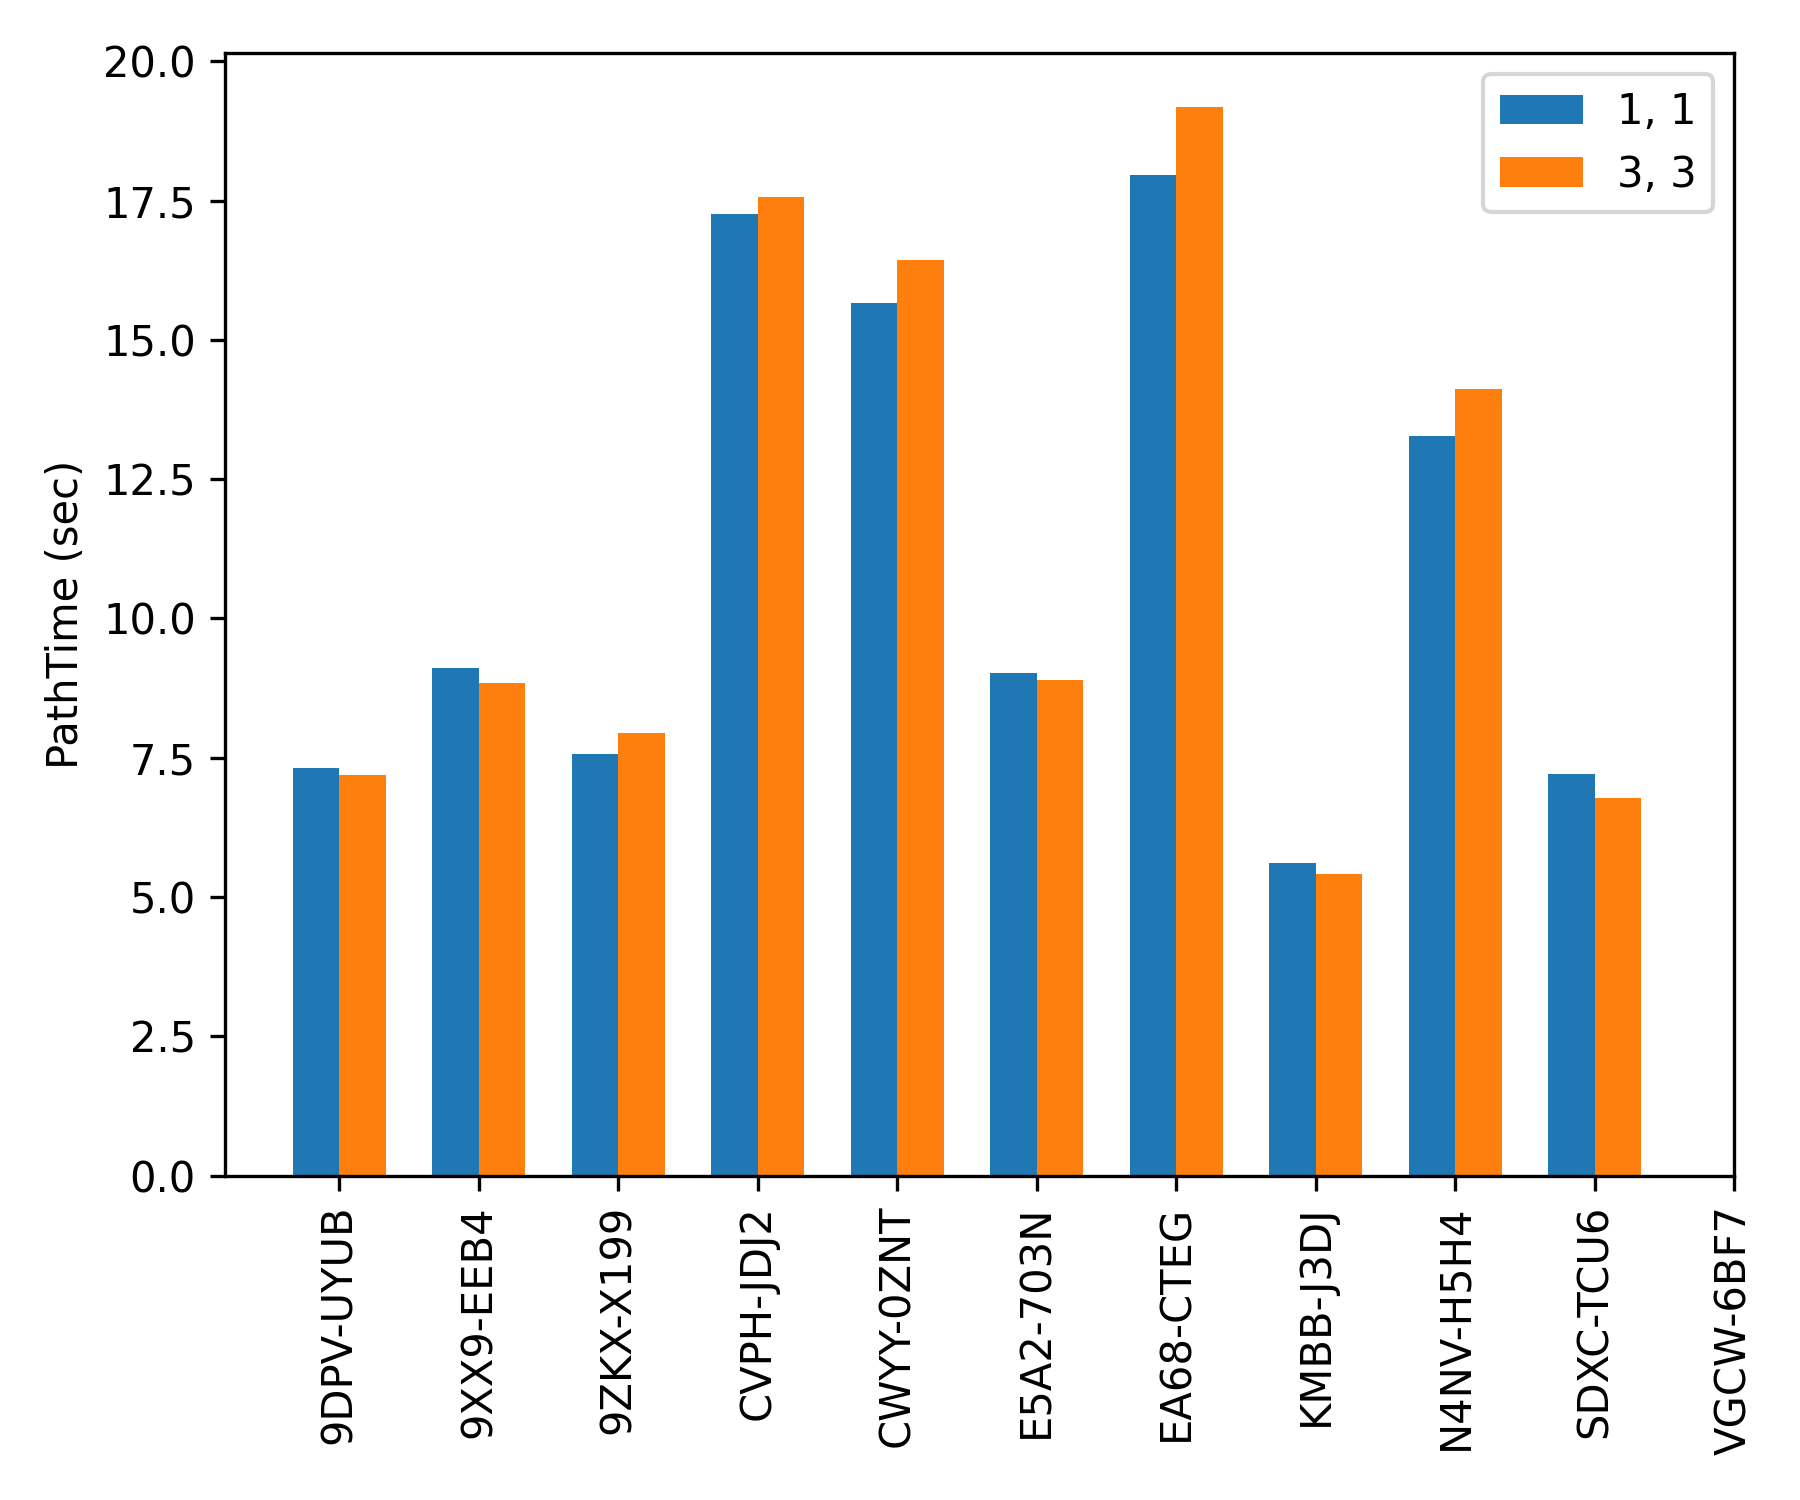 20.0
17.5
15.0
12.5
10.0
7.5
5.0
2.5
0.0
PathTime (sec)
1, 1
3, 3
9DPV-UYUB
9XX9-EEB4
9ZKX-X199
CVPH-JDJ2
CWYY-0ZNT
E5A2-703N
EA68-CTEG
KMBB-J3DJ
N4NV-H5H4
SDXC-TCU6
VGCW-6BF7